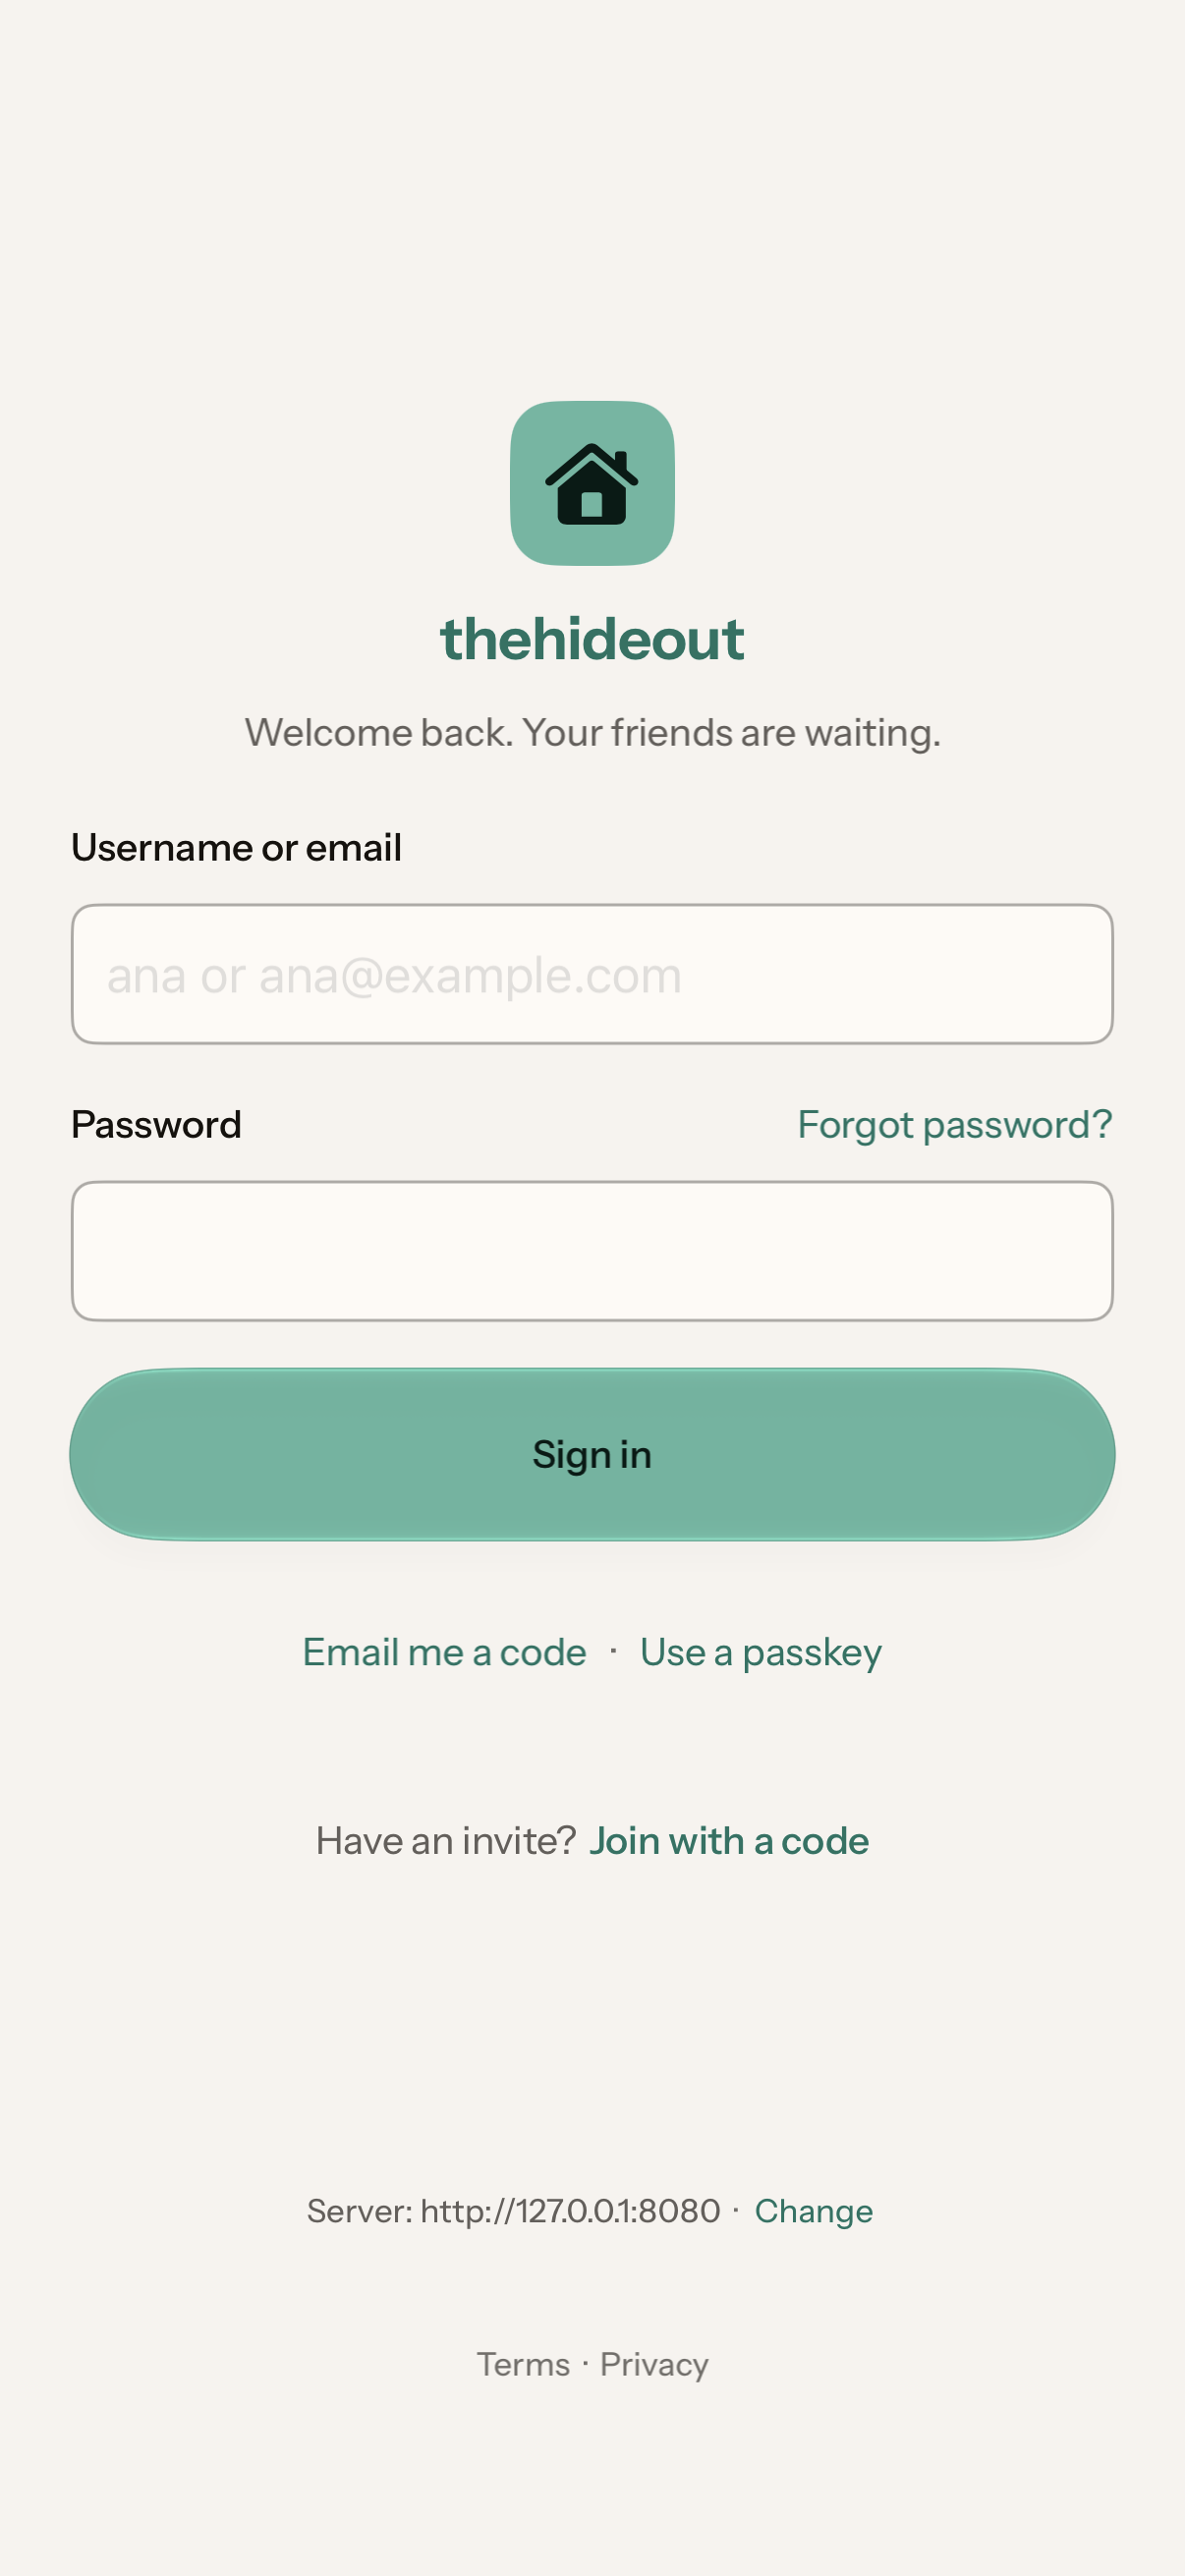 thehideout
Welcome back. Your friends are waiting.
Username or email
ana or ana@example.com
Password
Forgot password?
Sign in
Email me a code · Use a passkey
Have an invite? Join with a code
Server: http://127.0.0.1:8080 · Change
Terms · Privacy